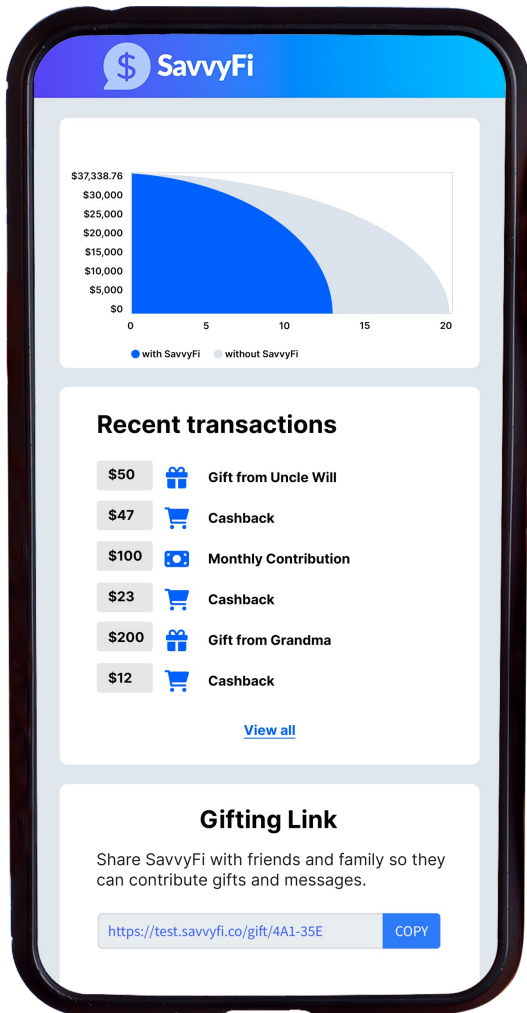 $ SavvyFi
$37,338.76
$30,000
$25,000
$20,000
$15,000
$10,000
$5,000
$0
0 5 10 15 20
with SavvyFi without SavvyFi
Recent transactions
$50 Gift from Uncle Will
$47 Cashback
$100 Monthly Contribution
$23 Cashback
$200 Gift from Grandma
$12 Cashback
View all
Gifting Link
Share SavvyFi with friends and family so they
can contribute gifts and messages.
https://test.savvyfi.co/gift/4A1-35E COPY